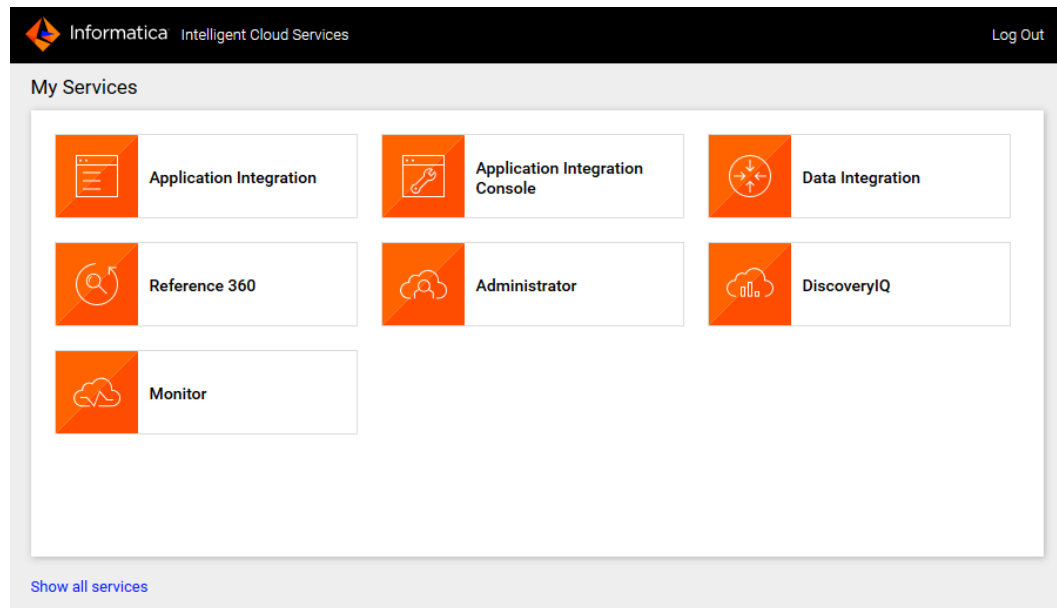 Informatica Intelligent Cloud Services Log Out
My Services
Application Integration
Application Integration
Console
Data Integration
Reference 360
Administrator
DiscoveryIQ
Monitor
Show all services